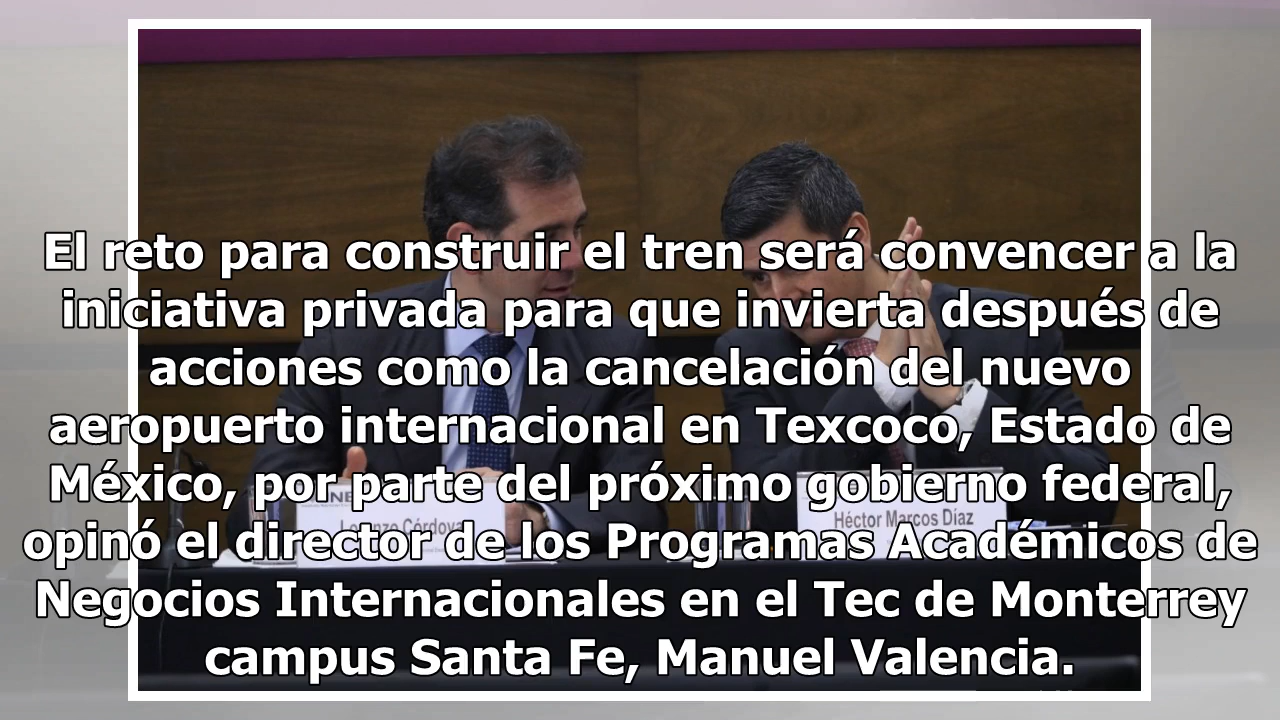 El reto para construir el tren será convencer a la
iniciativa privada para que invierta después de
acciones como la cancelación del nuevo
aeropuerto internacional en Texcoco, Estado de
México, por parte del próximo gobierno federal,
opinó el director de los Programas Académicos de
Negocios Internacionales en el Tec de Monterrey
campus Santa Fe, Manuel Valencia.
Lorenzo Córdova
Héctor Marcos Díaz